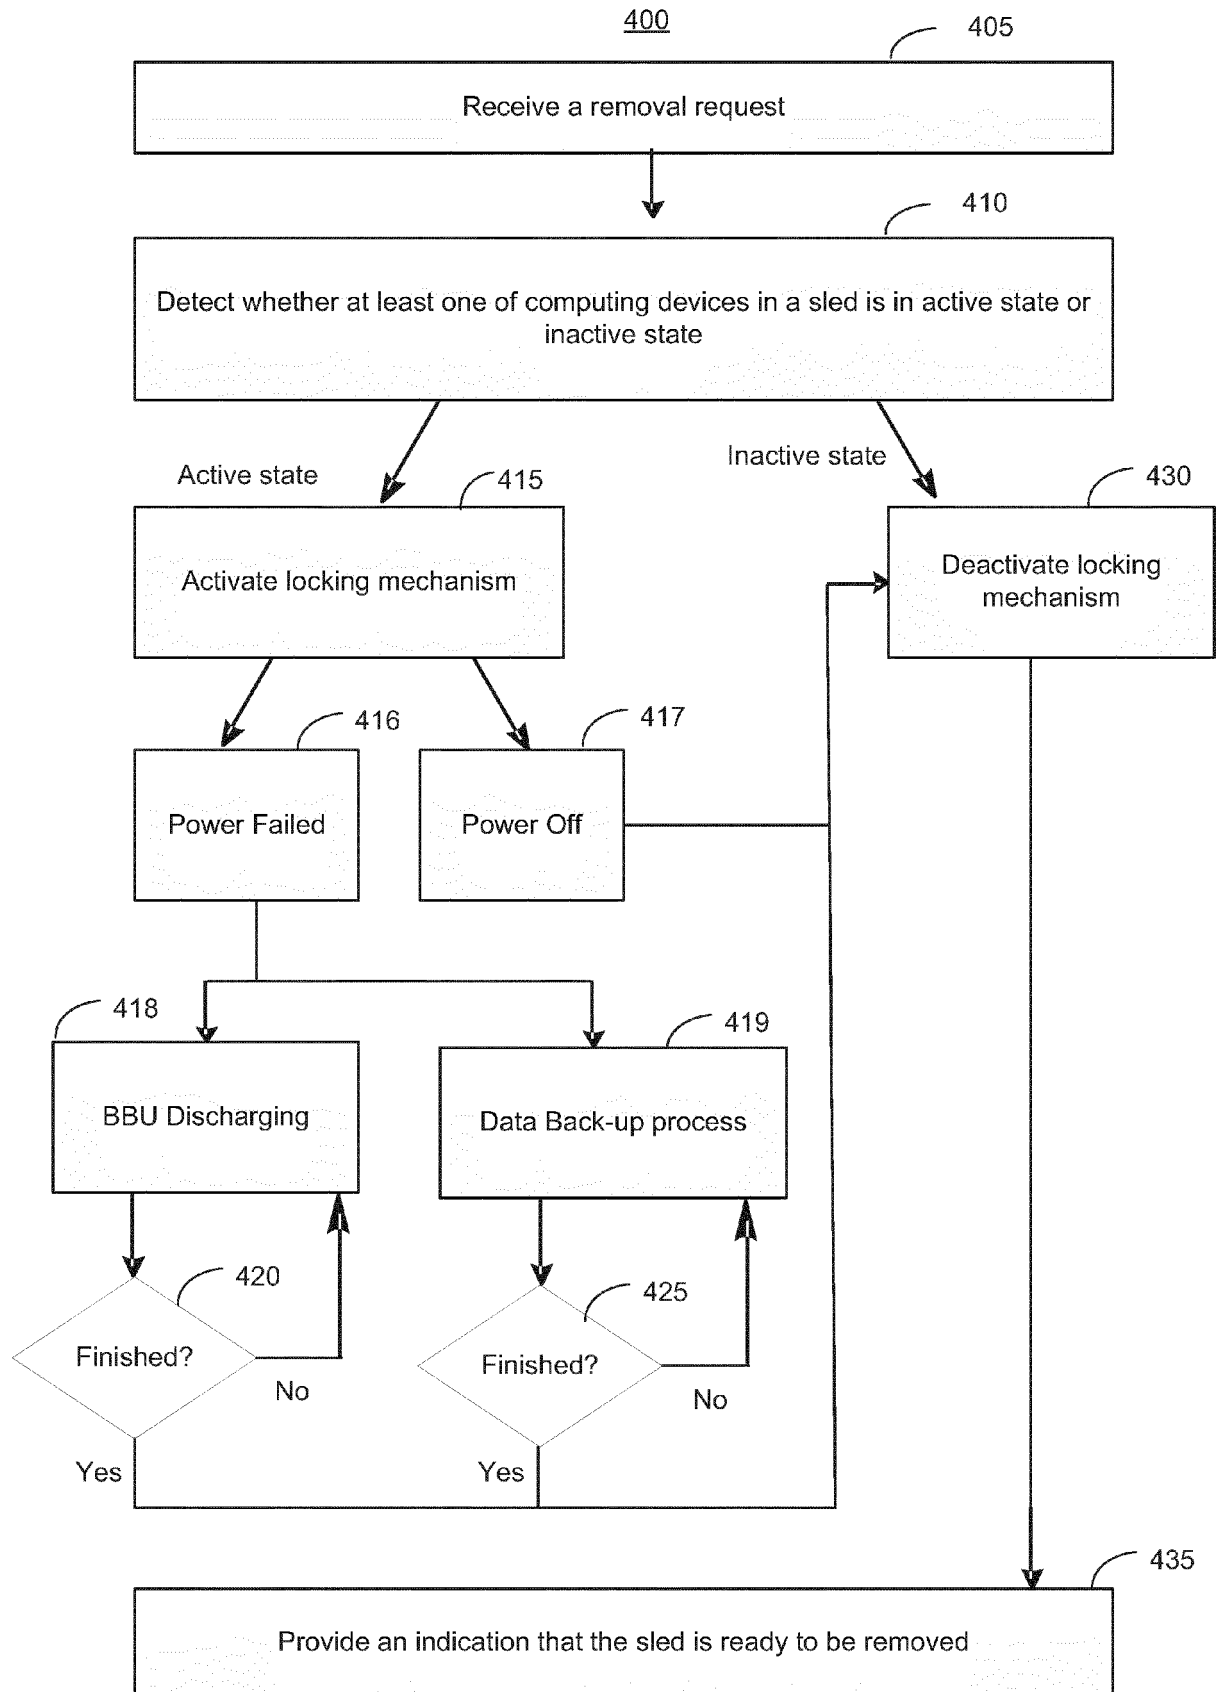 400
405
Receive a removal request
410
Detect whether at least one of computing devices in a sled is in active state or
inactive state
Active state
Inactive state
415
430
Activate locking mechanism
Deactivate locking
mechanism
416
417
Power Failed
Power Off
418
419
BBU Discharging
Data Back-up process
420
425
Finished?
No
Yes
Finished?
No
Yes
435
Provide an indication that the sled is ready to be removed